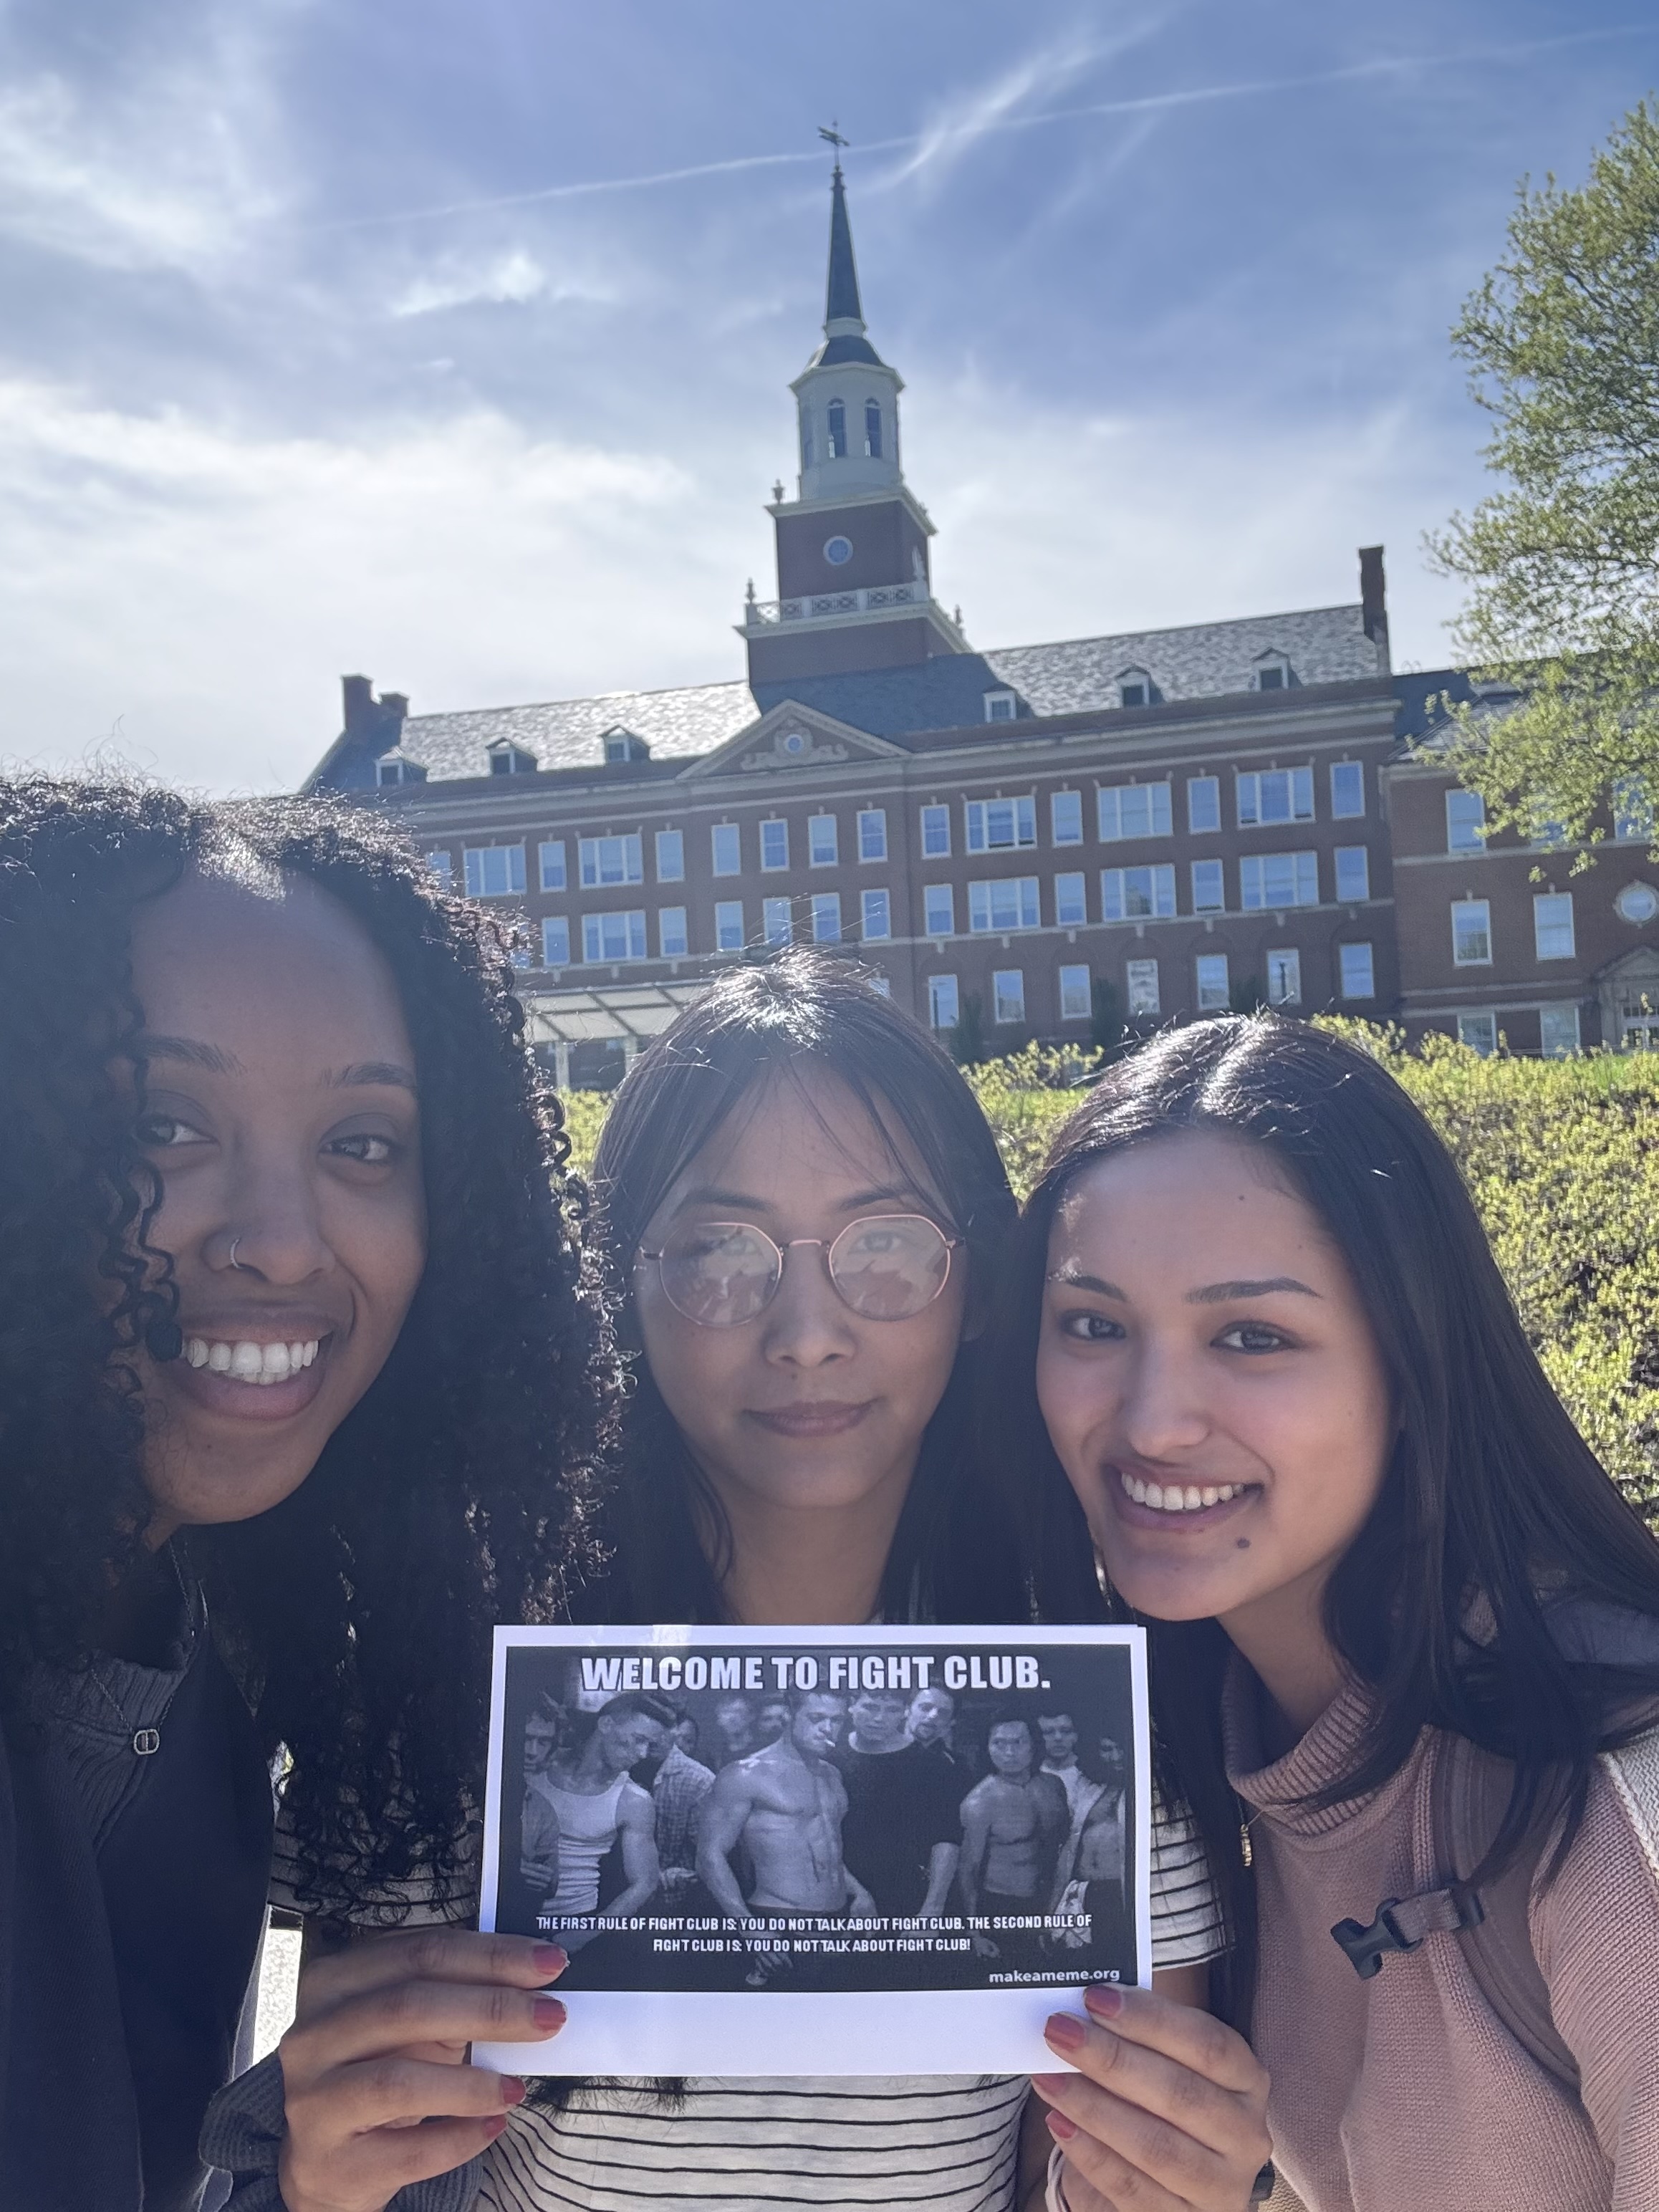 WELCOME TO FIGHT CLUB.
THE FIRST RULE OF FIGHT CLUB IS: YOU DO NOT TALK ABOUT FIGHT CLUB. THE SECOND RULE OF
FIGHT CLUB IS: YOU DO NOT TALK ABOUT FIGHT CLUB!
makeameme.org